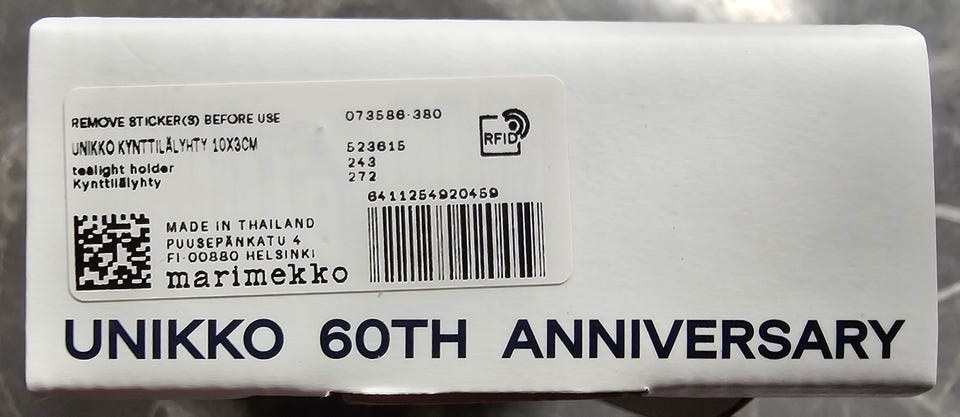 REMOVE STICKER(S) BEFORE USE
073586-380
RFID
UNIKKO KYNTTILÄLYHTY 10X3CM
523615
tealight holder
243
Kynttilälyhty
272
6411254920459
MADE IN THAILAND
PUUSEPÄNKATU 4
FI-00880 HELSINKI
marimekko
UNIKKO 60TH ANNIVERSARY